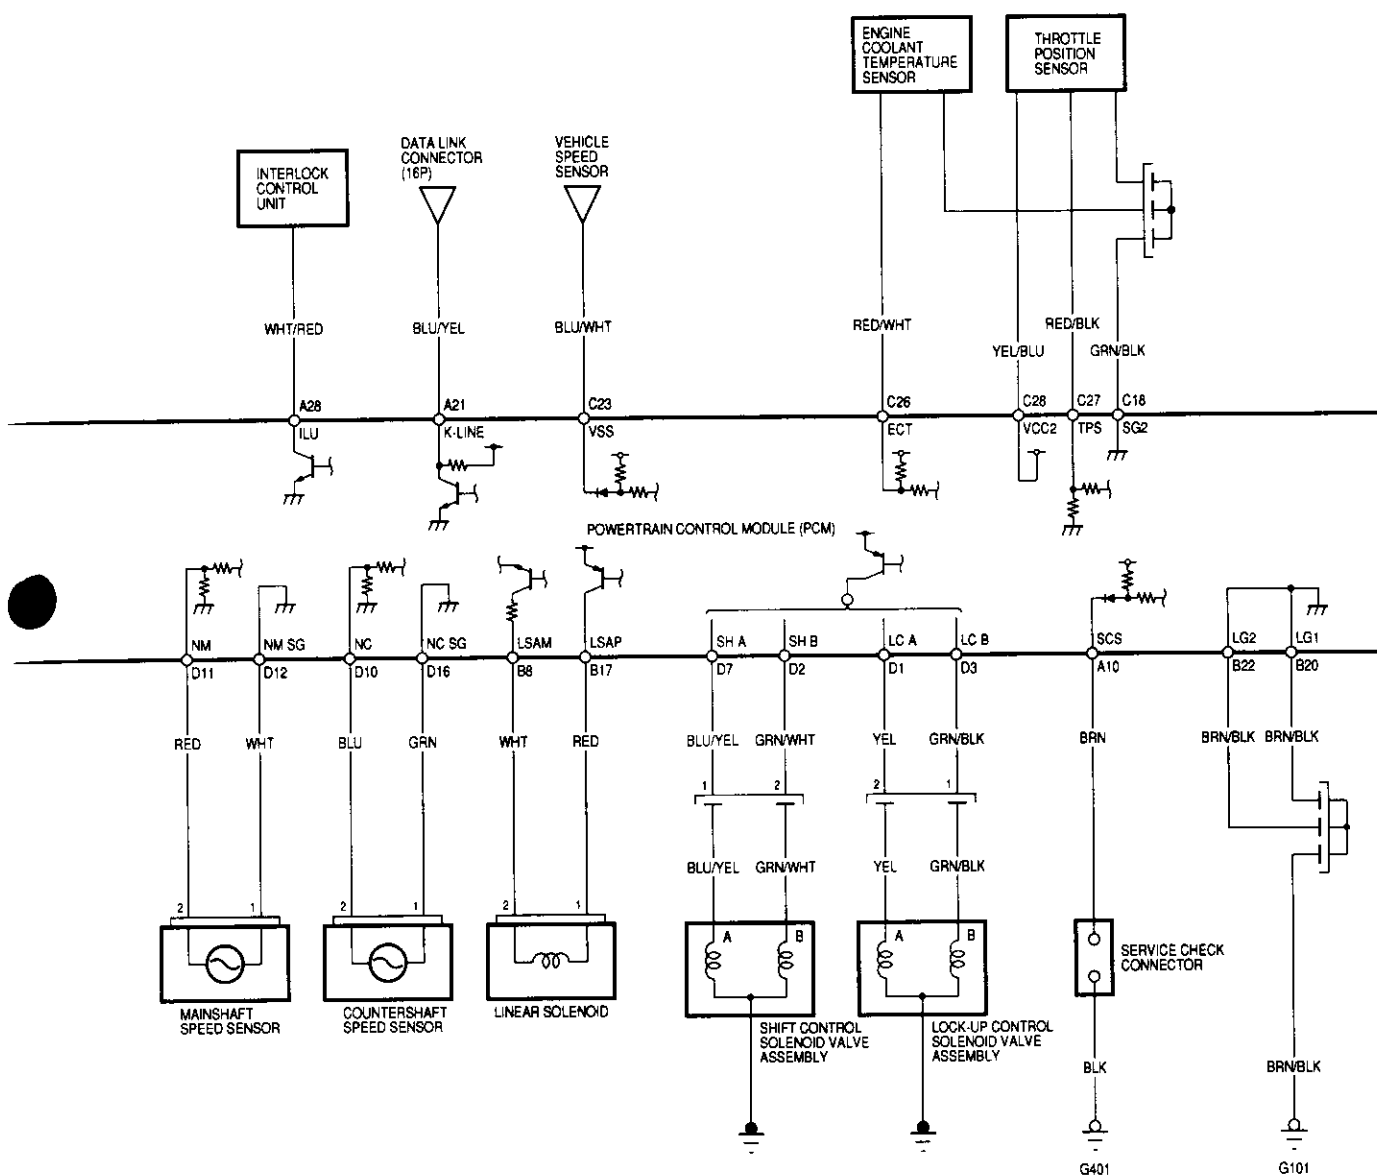 ENGINE
COOLANT
TEMPERATURE
SENSOR
THROTTLE
POSITION
SENSOR
INTERLOCK
CONTROL
UNIT
DATA LINK
CONNECTOR
(16P)
VEHICLE
SPEED
SENSOR
WHT/RED
BLU/YEL
BLU/WHT
RED/WHT
YEL/BLU
RED/BLK
GRN/BLK
A28
A21
C23
C26
C28
C27
C18
ILU
K-LINE
VSS
ECT
VCC2
TPS
SG2
POWERTRAIN CONTROL MODULE (PCM)
NM
NM SG
NC
NC SG
LSAM
LSAP
SH A
SH B
LC A
LC B
SCS
LG2
LG1
D11
D12
D10
D16
B8
B17
D7
D2
D1
D3
A10
B22
B20
RED
WHT
BLU
GRN
WHT
RED
BLU/YEL
GRN/WHT
YEL
GRN/BLK
BRN
BRN/BLK
BRN/BLK
1
2
2
1
BLU/YEL
GRN/WHT
YEL
GRN/BLK
2
1
2
1
2
1
A
B
A
B
MAINSHAFT
SPEED SENSOR
COUNTERSHAFT
SPEED SENSOR
LINEAR SOLENOID
SHIFT CONTROL
SOLENOID VALVE
ASSEMBLY
LOCK-UP CONTROL
SOLENOID VALVE
ASSEMBLY
SERVICE CHECK
CONNECTOR
BLK
BRN/BLK
G401
G101